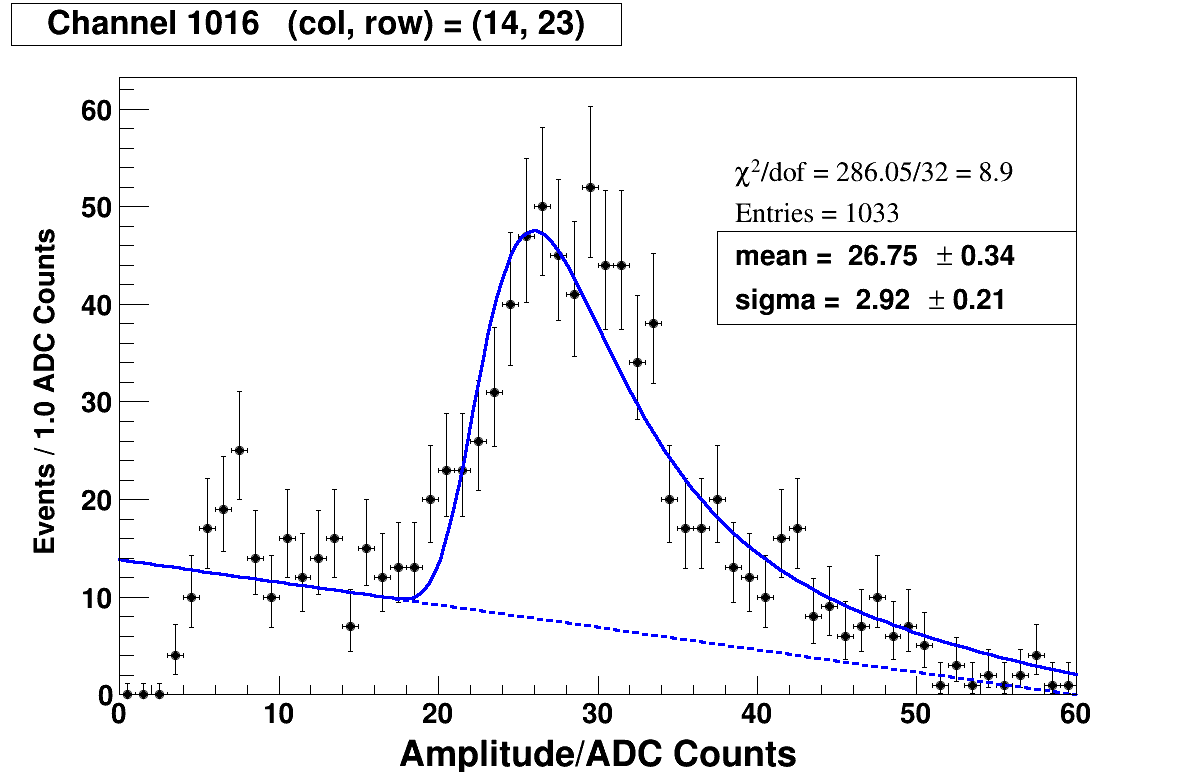 Channel 1016 (col, row) = (14, 23)
χ²/dof = 286.05/32 = 8.9
Entries = 1033
mean = 26.75 ± 0.34
sigma = 2.92 ± 0.21
Events / 1.0 ADC Counts
60
50
40
30
20
10
0
0 10 20 30 40 50 60
Amplitude/ADC Counts